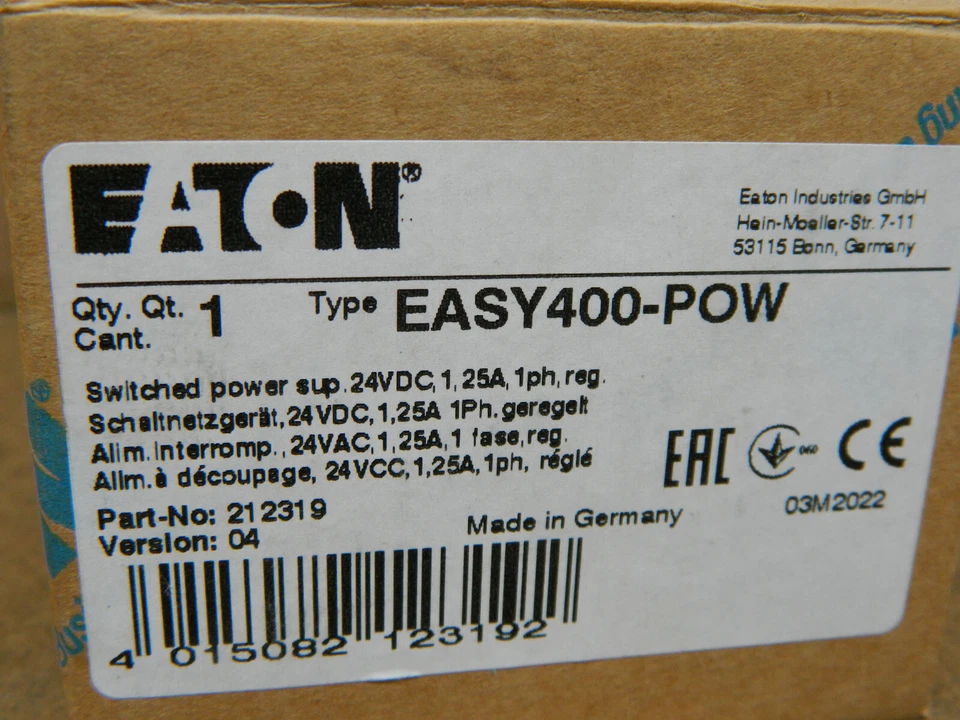 EATON®
Eaton Industries GmbH
Hein-Moeller-Str. 7-11
53115 Bonn, Germany
Qty. Qt. 1
Cant.
Type EASY400-POW
Switched power sup.24VDC,1,25A,1ph,reg.
Schaltnetzgerät,24VDC,1,25A 1Ph.geregelt
Alim.interromp.,24VAC,1,25A,1 fase,reg.
Alim.à découpage, 24VCC,1,25A,1ph, réglé
EAC
060
CE
Part-No: 212319
Version: 04
Made in Germany
03M2022
4 015082 123192